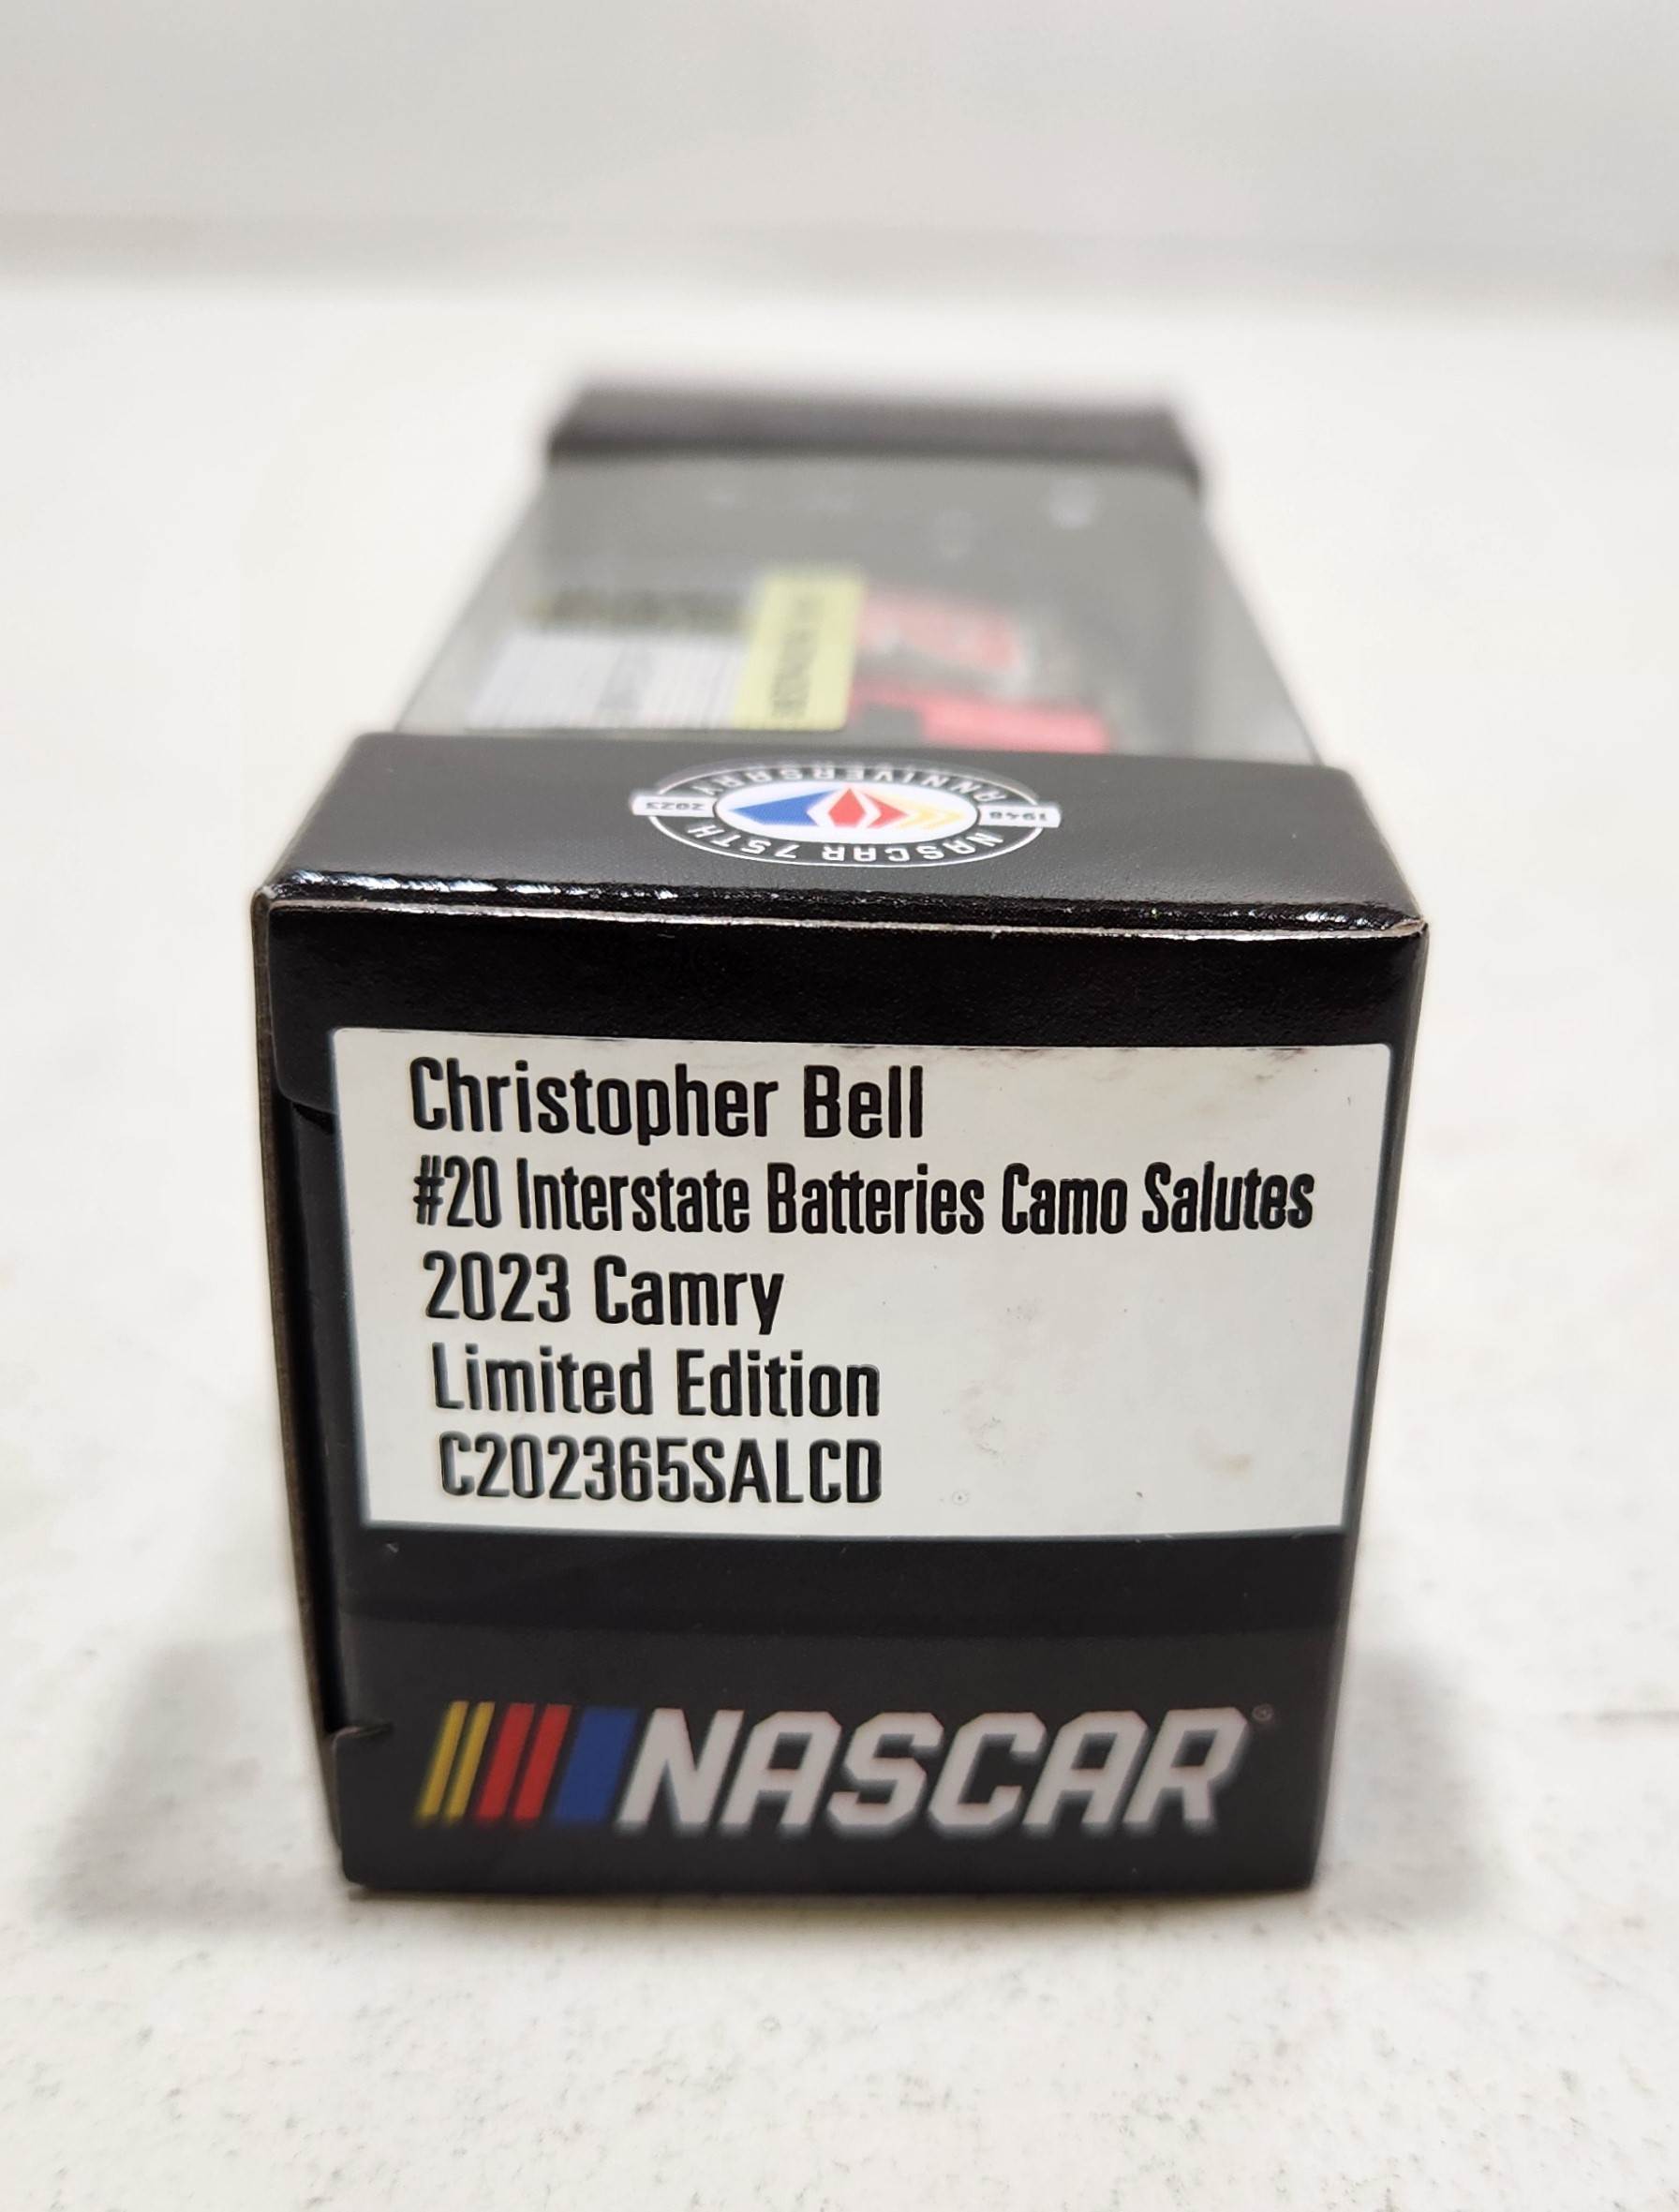 NASCAR 75TH ANNIVERSARY
1948 2023
Christopher Bell
#20 Interstate Batteries Camo Salutes
2023 Camry
Limited Edition
C202365SALCD
NASCAR®